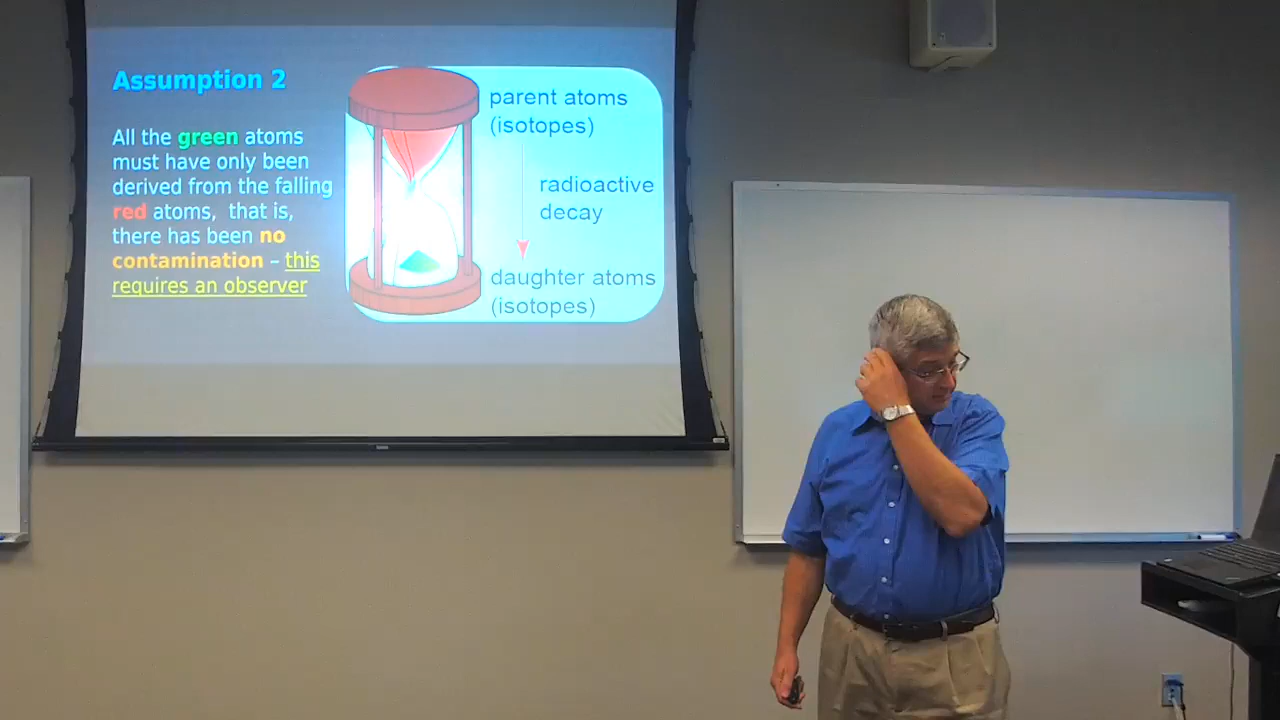 Assumption 2
All the green atoms
must have only been
derived from the falling
red atoms, that is,
there has been no
contamination – this
requires an observer
parent atoms
(isotopes)
radioactive
decay
daughter atoms
(isotopes)